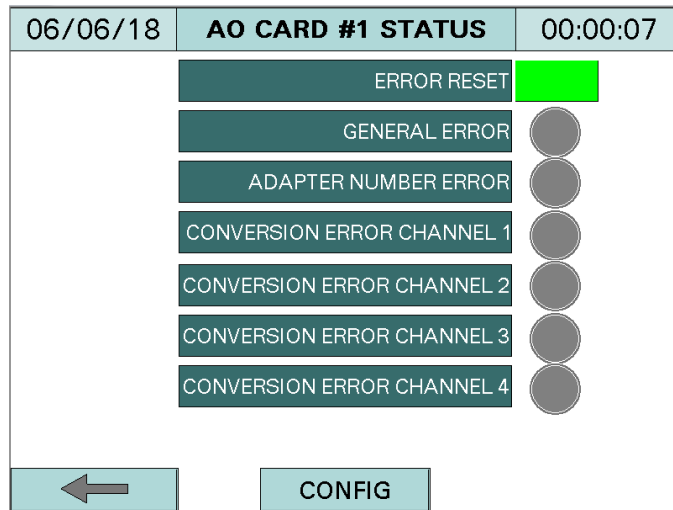 06/06/18 AO CARD #1 STATUS 00:00:07
ERROR RESET
GENERAL ERROR
ADAPTER NUMBER ERROR
CONVERSION ERROR CHANNEL 1
CONVERSION ERROR CHANNEL 2
CONVERSION ERROR CHANNEL 3
CONVERSION ERROR CHANNEL 4
CONFIG